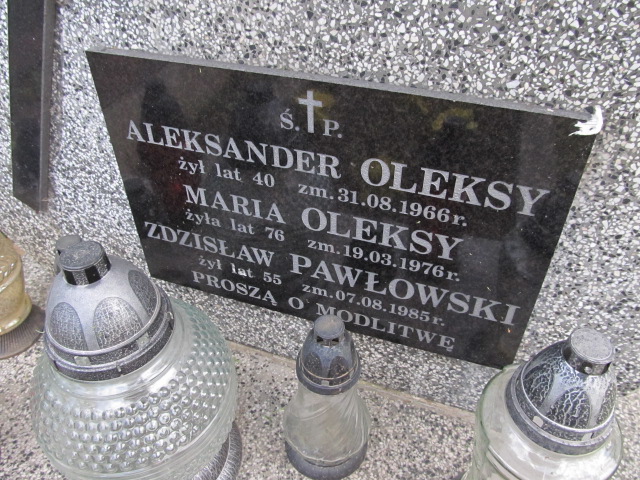 Ś. P.
ALEKSANDER OLEKSY
żył lat 40 zm. 31.08.1966 r.
MARIA OLEKSY
żyła lat 76 zm. 19.03.1976 r.
ZDZISŁAW PAWŁOWSKI
żył lat 55 zm. 07.08.1985 r.
PROSZĄ O MODLITWĘ